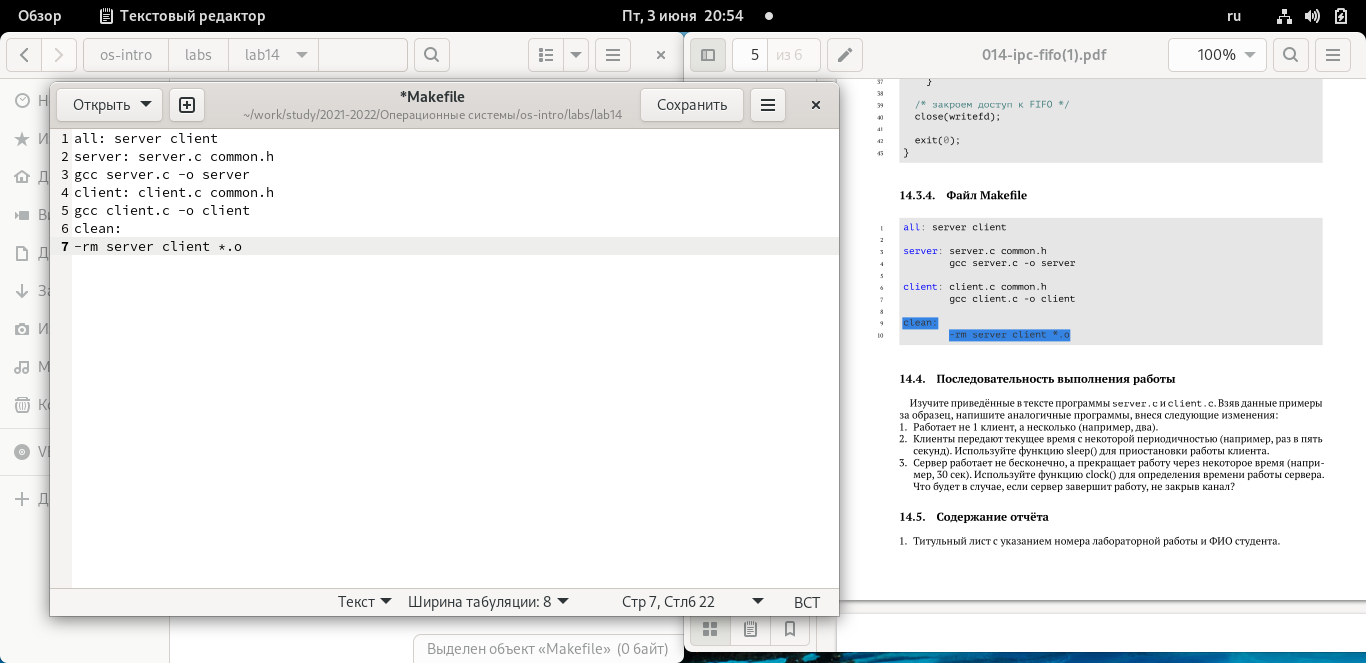 Обзор Текстовый редактор Пт, 3 июня 20:54 ru
os-intro labs lab14
5 из 6 014-ipc-fifo(1).pdf 100%
Открыть *Makefile Сохранить
~/work/study/2021-2022/Операционные системы/os-intro/labs/lab14
1 all: server client
2 server: server.c common.h
3 gcc server.c -o server
4 client: client.c common.h
5 gcc client.c -o client
6 clean:
7 -rm server client *.o
Текст Ширина табуляции: 8 Стр 7, Стлб 22 ВСТ
Выделен объект «Makefile» (0 байт)
37 }
38
39 /* закроем доступ к FIFO */
40 close(writefd);
41
42 exit(0);
43 }
14.3.4. Файл Makefile
1 all: server client
2
3 server: server.c common.h
4 gcc server.c -o server
5
6 client: client.c common.h
7 gcc client.c -o client
8
9 clean:
10 -rm server client *.o
14.4. Последовательность выполнения работы
Изучите приведённые в тексте программы server.c и client.c. Взяв данные примеры
за образец, напишите аналогичные программы, внеся следующие изменения:
1. Работает не 1 клиент, а несколько (например, два).
2. Клиенты передают текущее время с некоторой периодичностью (например, раз в пять
секунд). Используйте функцию sleep() для приостановки работы клиента.
3. Сервер работает не бесконечно, а прекращает работу через некоторое время (напри-
мер, 30 сек). Используйте функцию clock() для определения времени работы сервера.
Что будет в случае, если сервер завершит работу, не закрыв канал?
14.5. Содержание отчёта
1. Титульный лист с указанием номера лабораторной работы и ФИО студента.